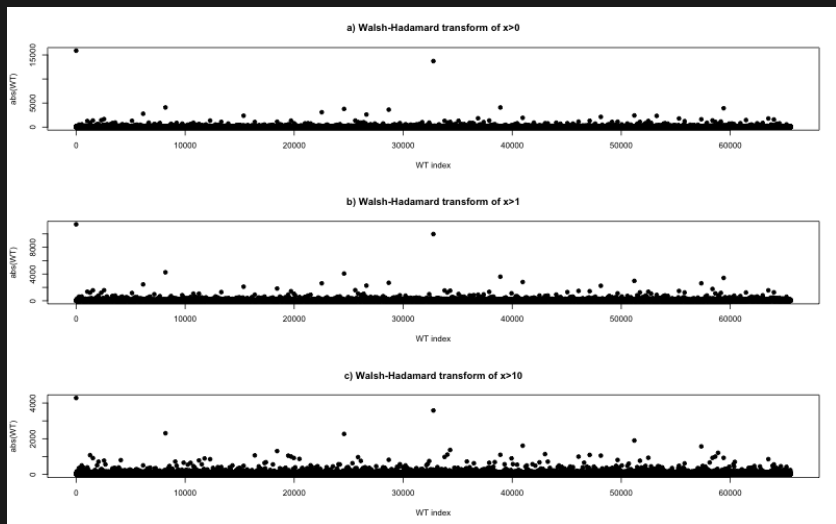 a) Walsh-Hadamard transform of x>0
abs(WT)
15000
5000
0
0 10000 20000 30000 40000 50000 60000
WT index
b) Walsh-Hadamard transform of x>1
abs(WT)
8000
4000
0
0 10000 20000 30000 40000 50000 60000
WT index
c) Walsh-Hadamard transform of x>10
abs(WT)
4000
2000
0
0 10000 20000 30000 40000 50000 60000
WT index